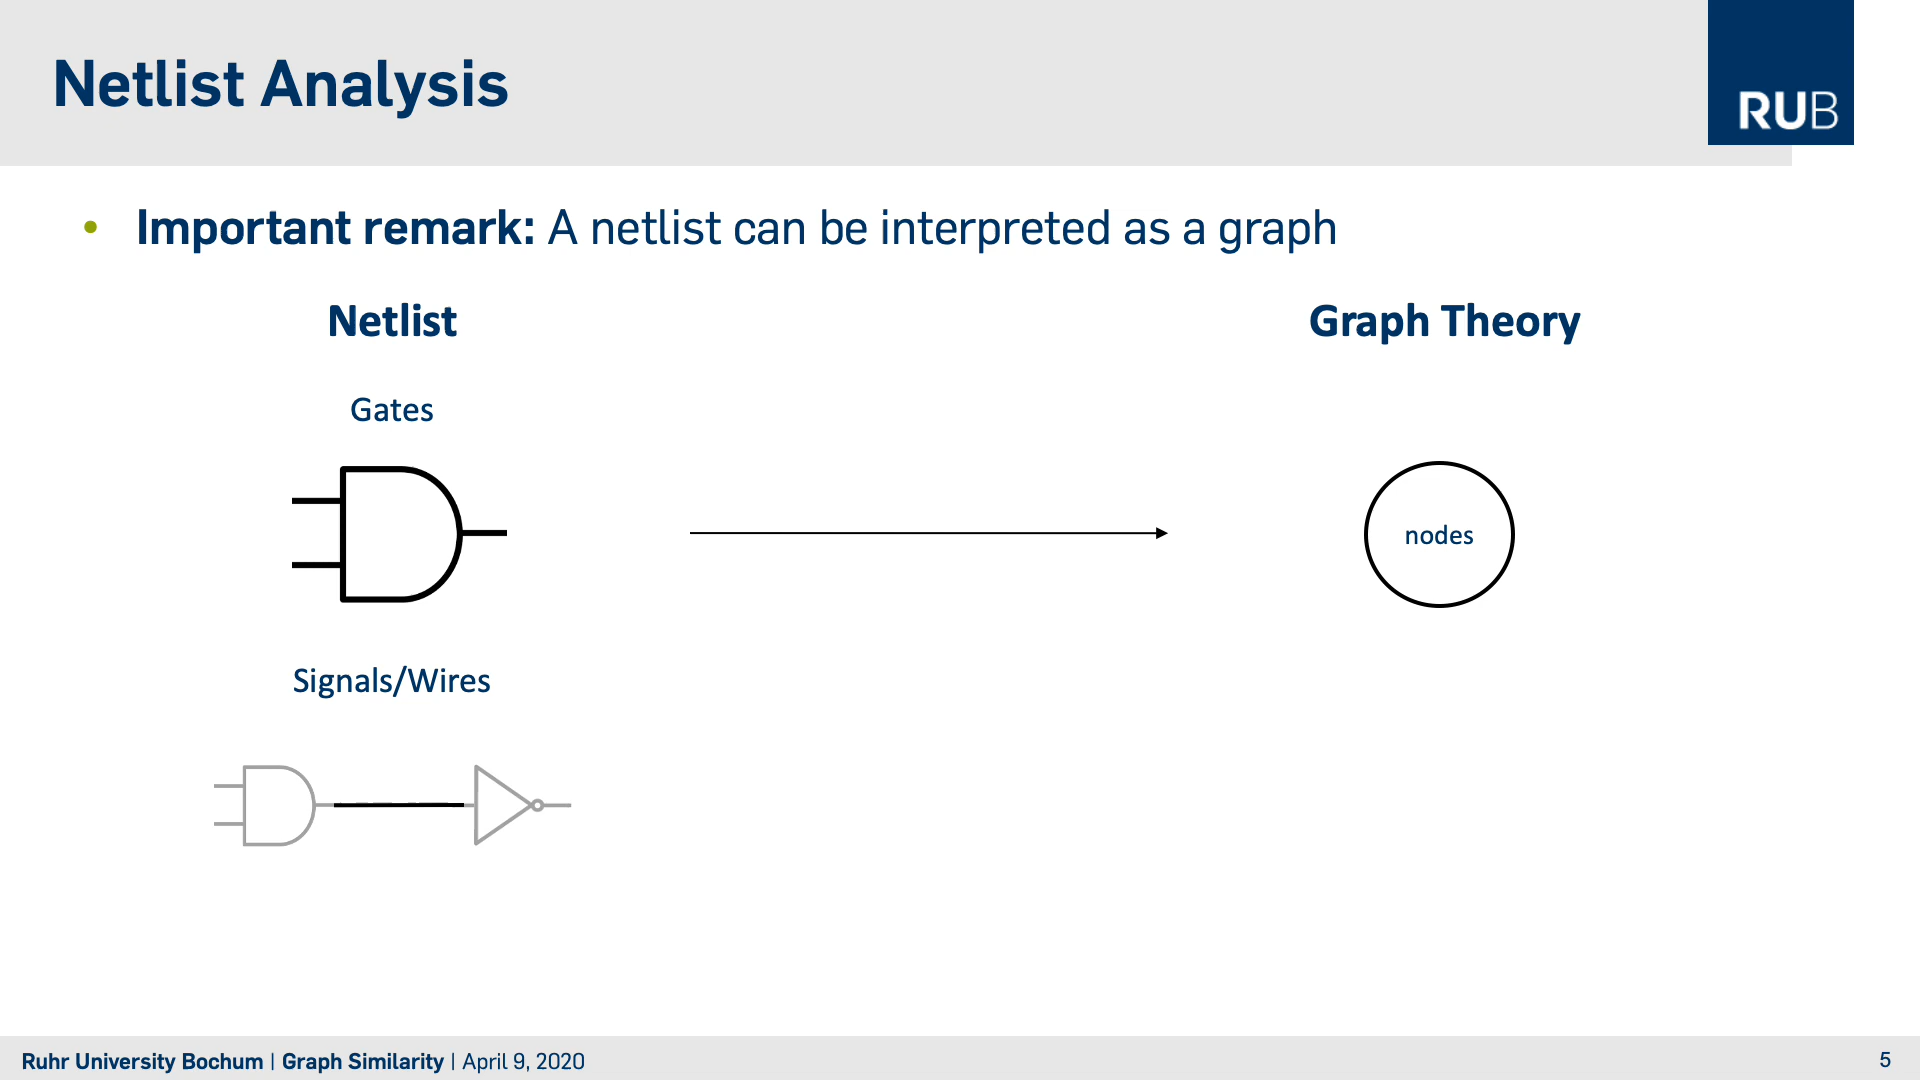 Netlist Analysis
RUB
• Important remark: A netlist can be interpreted as a graph
Netlist
Graph Theory
Gates
nodes
Signals/Wires
Ruhr University Bochum | Graph Similarity | April 9, 2020
5